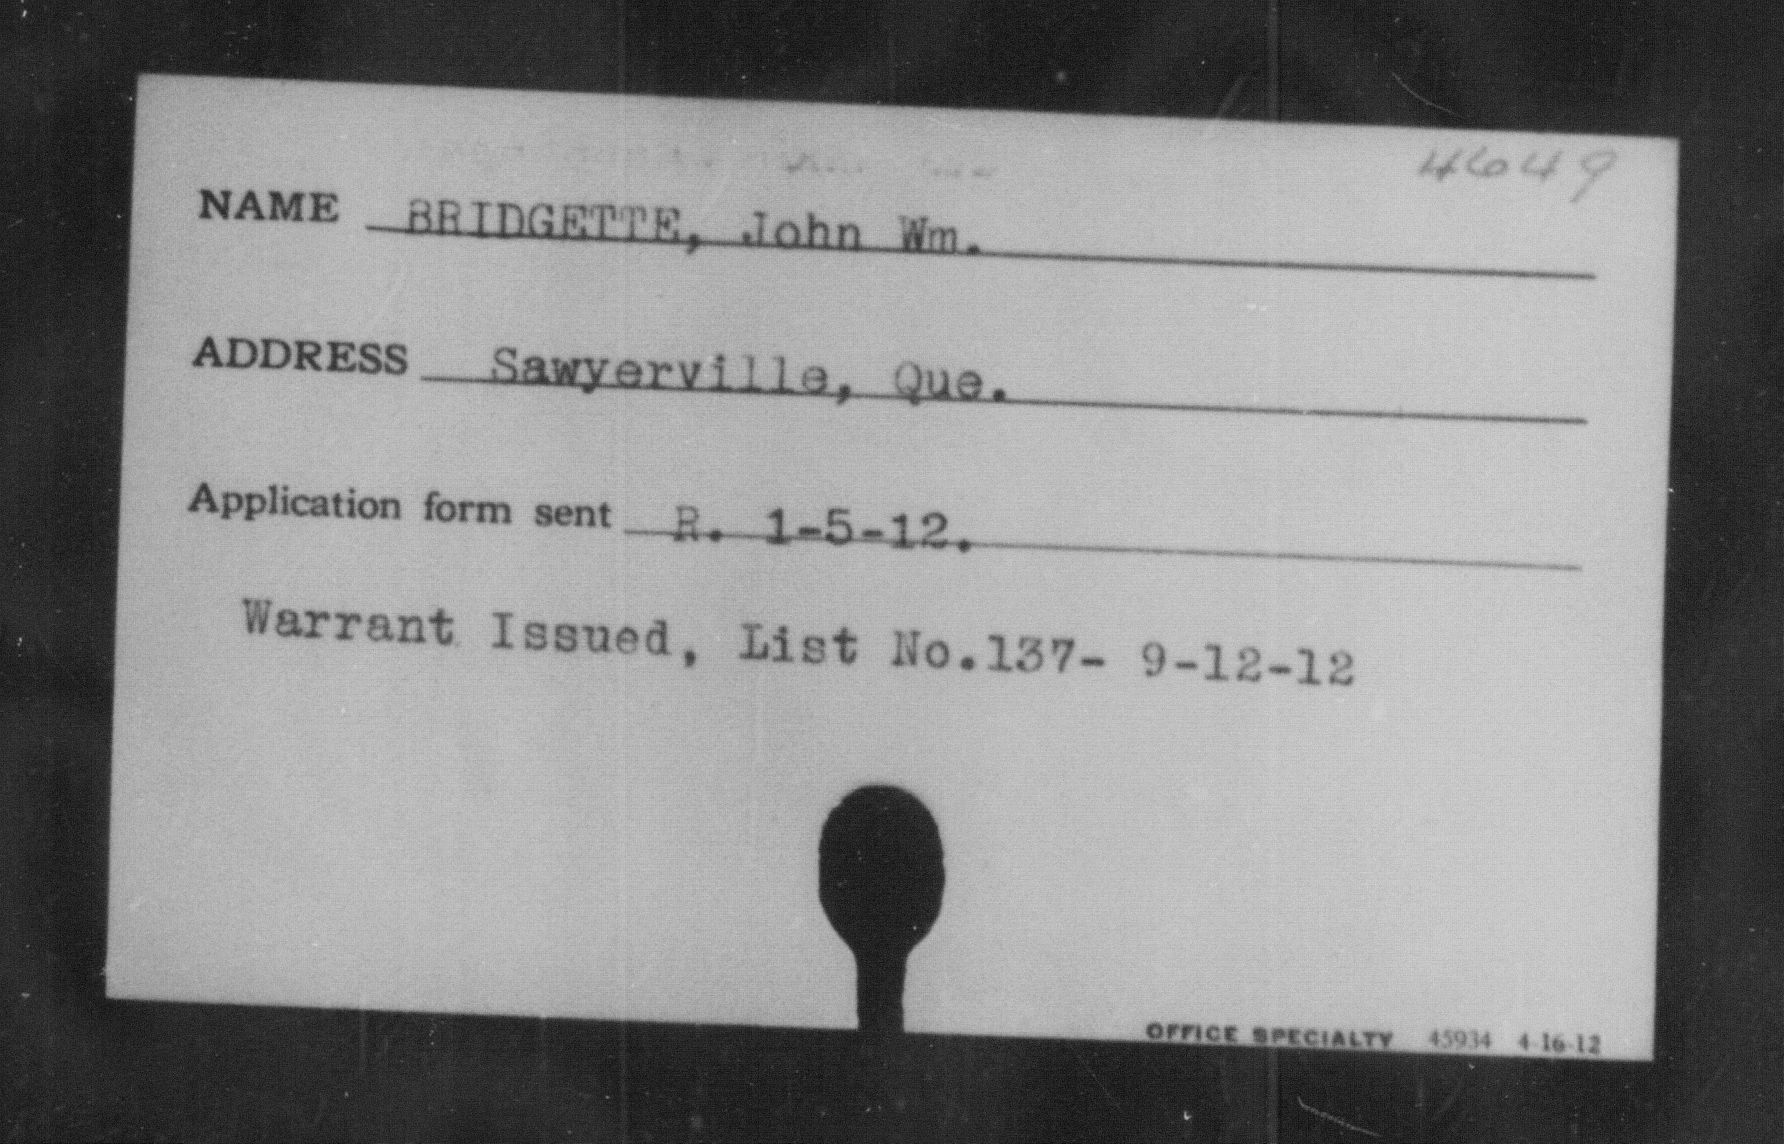 4649
NAME BRIDGETTE, John Wm.
ADDRESS Sawyerville, Que.
Application form sent R. 1-5-12.
Warrant Issued, List No.137- 9-12-12
OFFICE SPECIALTY 45934 4-16-12